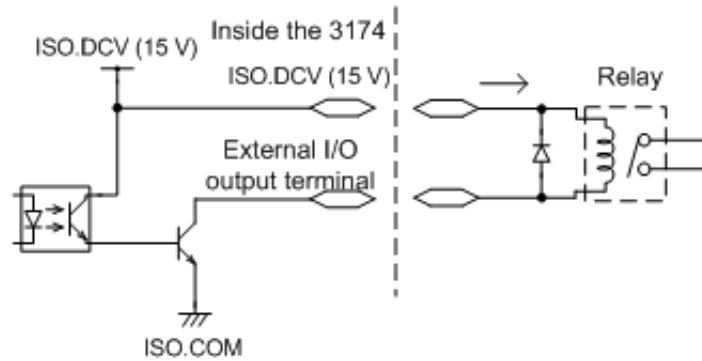 Inside the 3174
ISO.DCV (15 V)
ISO.DCV (15 V)
Relay
External I/O
output terminal
ISO.COM